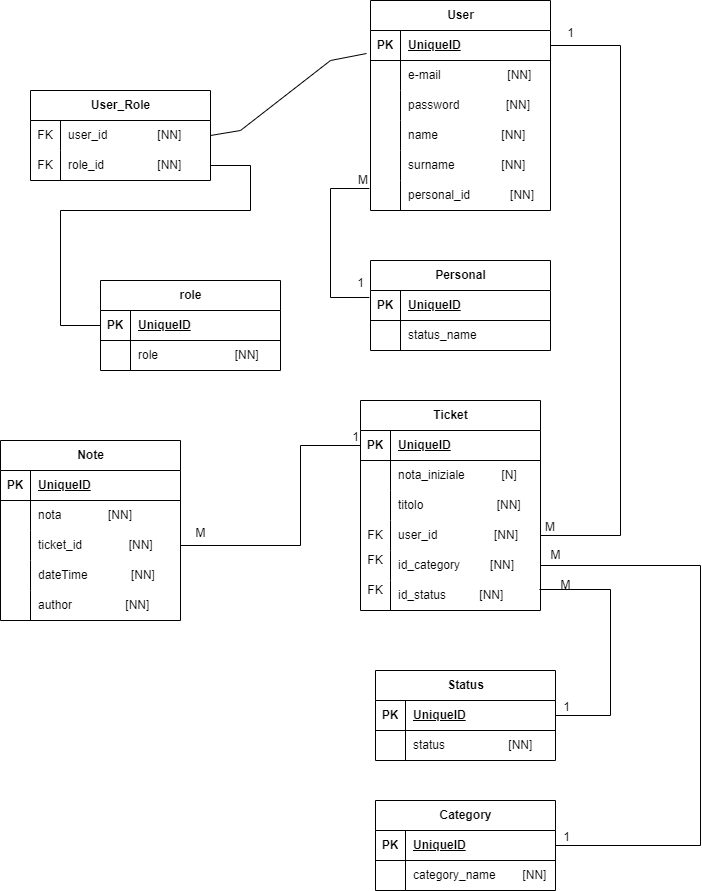 User
PK UniqueID
e-mail [NN]
password [NN]
name [NN]
surname [NN]
personal_id [NN]
1
M
User_Role
FK user_id [NN]
FK role_id [NN]
role
PK UniqueID
role [NN]
1
Personal
PK UniqueID
status_name
Ticket
1
PK UniqueID
nota_iniziale [N]
titolo [NN]
FK user_id [NN]
FK id_category [NN]
FK id_status [NN]
M
M
M
Note
PK UniqueID
nota [NN]
ticket_id [NN]
dateTime [NN]
author [NN]
M
Status
PK UniqueID
status [NN]
1
Category
PK UniqueID
category_name [NN]
1